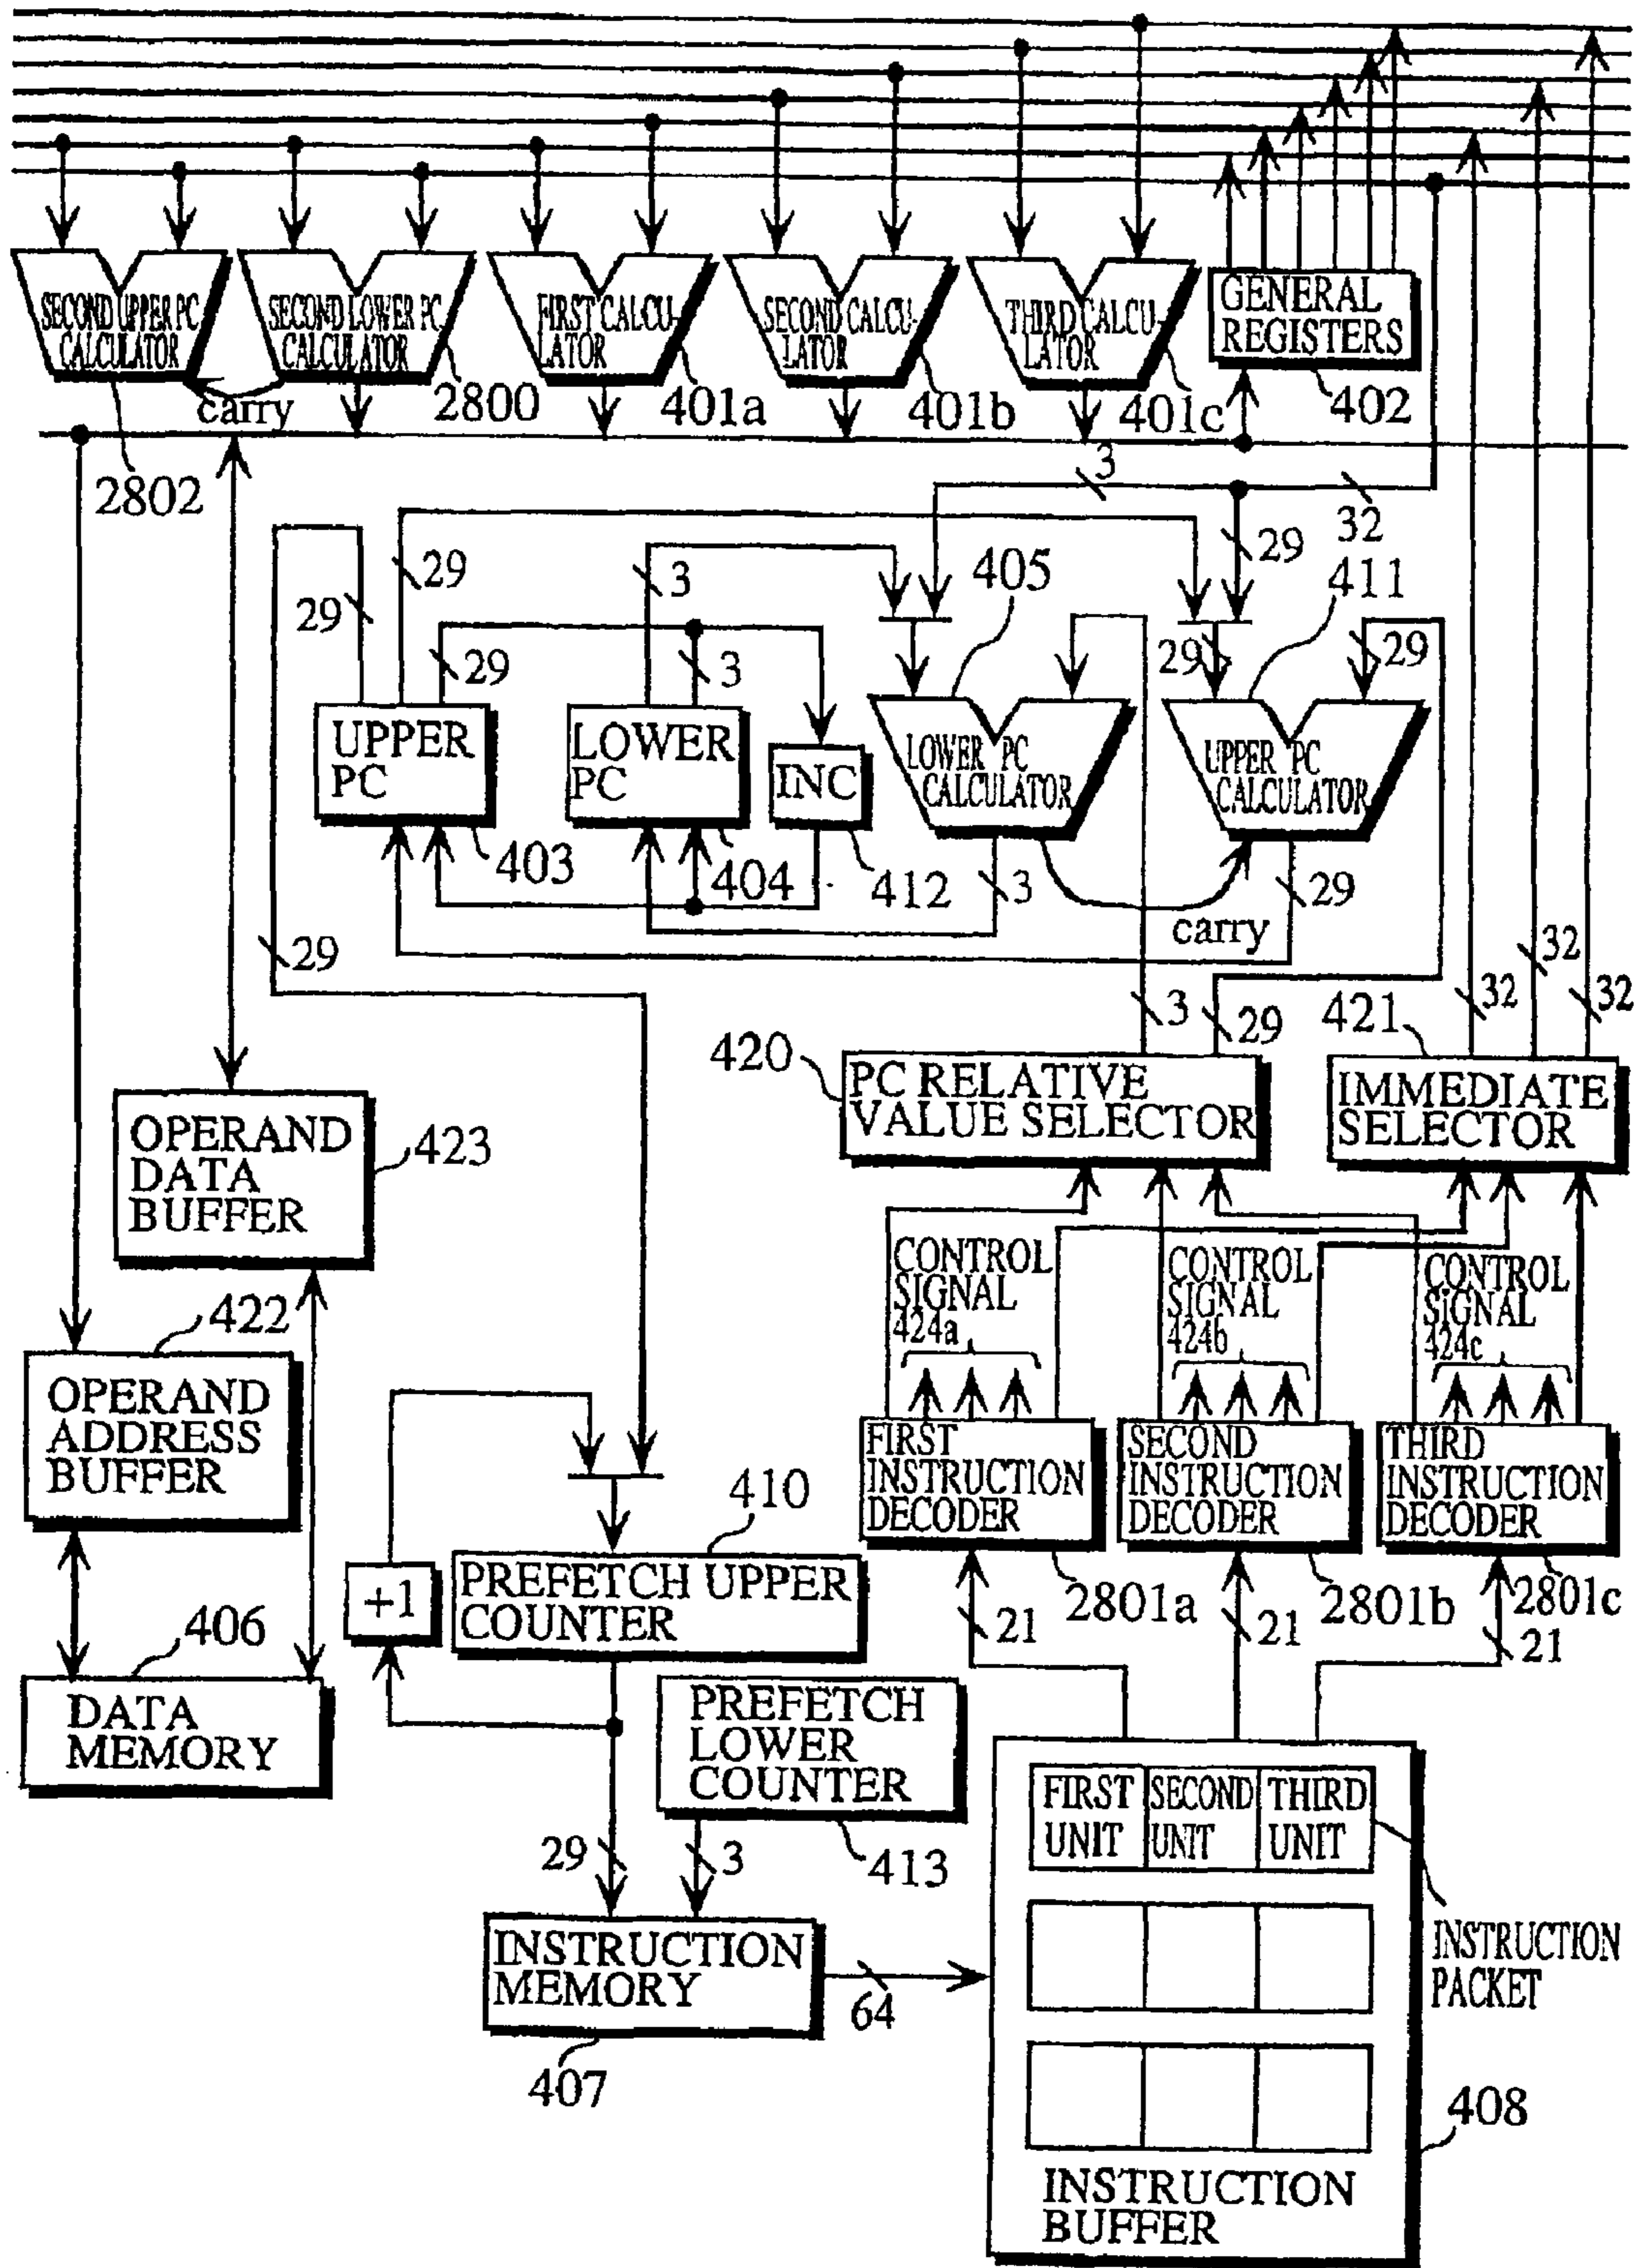 SECOND UPPER PC
CALCULATOR
SECOND LOWER PC
CALCULATOR
FIRST CALCU-
LATOR
SECOND CALCU-
LATOR
THIRD CALCU-
LATOR
GENERAL
REGISTERS
carry
2800
401a
401b
401c
402
2802
3
32
29
405
411
29
3
29
29
3
29
29
UPPER
PC
LOWER
PC
INC
LOWER PC
CALCULATOR
UPPER PC
CALCULATOR
403
404
412
3
29
carry
29
32
32
32
3
29
421
420
PC RELATIVE
VALUE SELECTOR
IMMEDIATE
SELECTOR
OPERAND
DATA
BUFFER
423
CONTROL
SIGNAL
424a
CONTROL
SIGNAL
424b
CONTROL
SIGNAL
424c
422
OPERAND
ADDRESS
BUFFER
FIRST
INSTRUCTION
DECODER
SECOND
INSTRUCTION
DECODER
THIRD
INSTRUCTION
DECODER
410
+1
PREFETCH UPPER
COUNTER
2801a
2801b
2801c
21
21
21
406
DATA
MEMORY
PREFETCH
LOWER
COUNTER
413
29
3
FIRST
UNIT
SECOND
UNIT
THIRD
UNIT
INSTRUCTION
PACKET
INSTRUCTION
MEMORY
64
407
408
INSTRUCTION
BUFFER